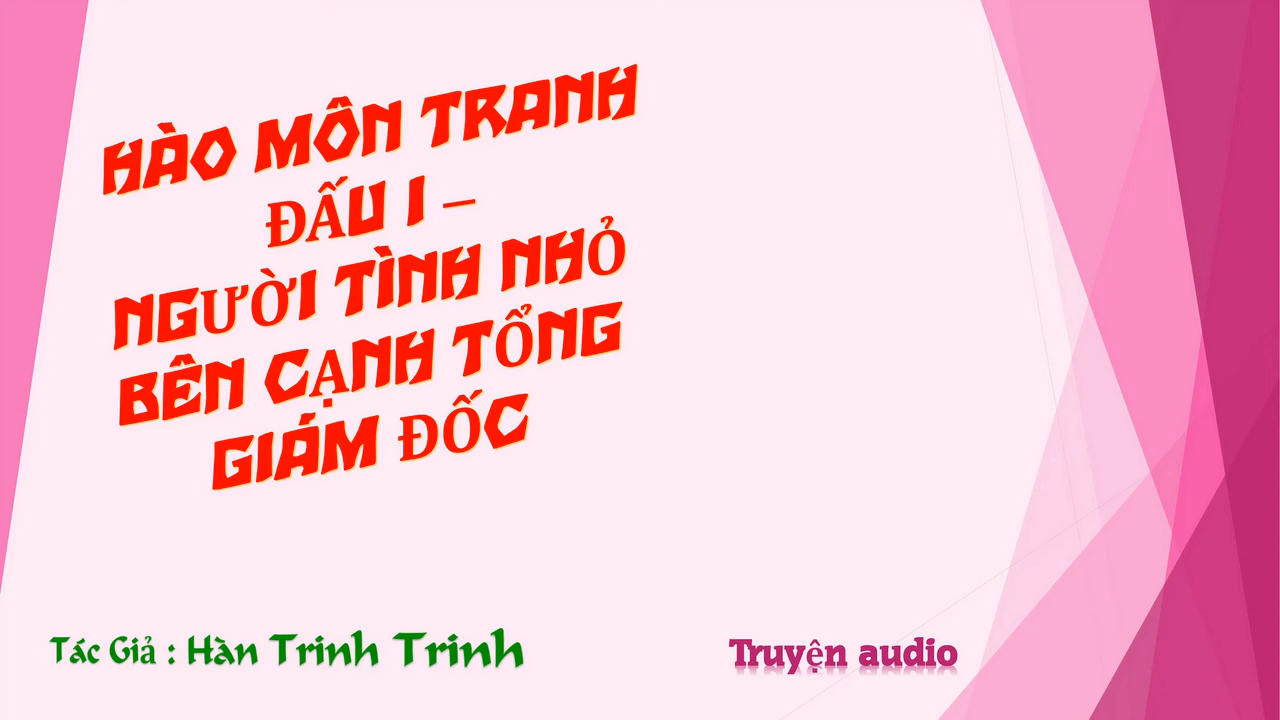 HÀO MÔN TRANH
ĐẤU I –
NGƯỜI TÌNH NHỎ
BÊN CẠNH TỔNG
GIÁM ĐỐC
Tác Giả : Hàn Trinh Trinh
Truyện audio